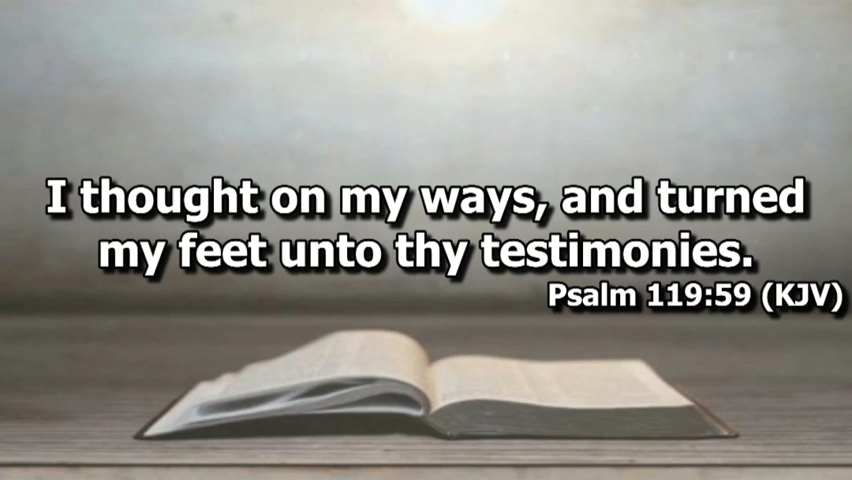 I thought on my ways, and turned
my feet unto thy testimonies.
Psalm 119:59 (KJV)